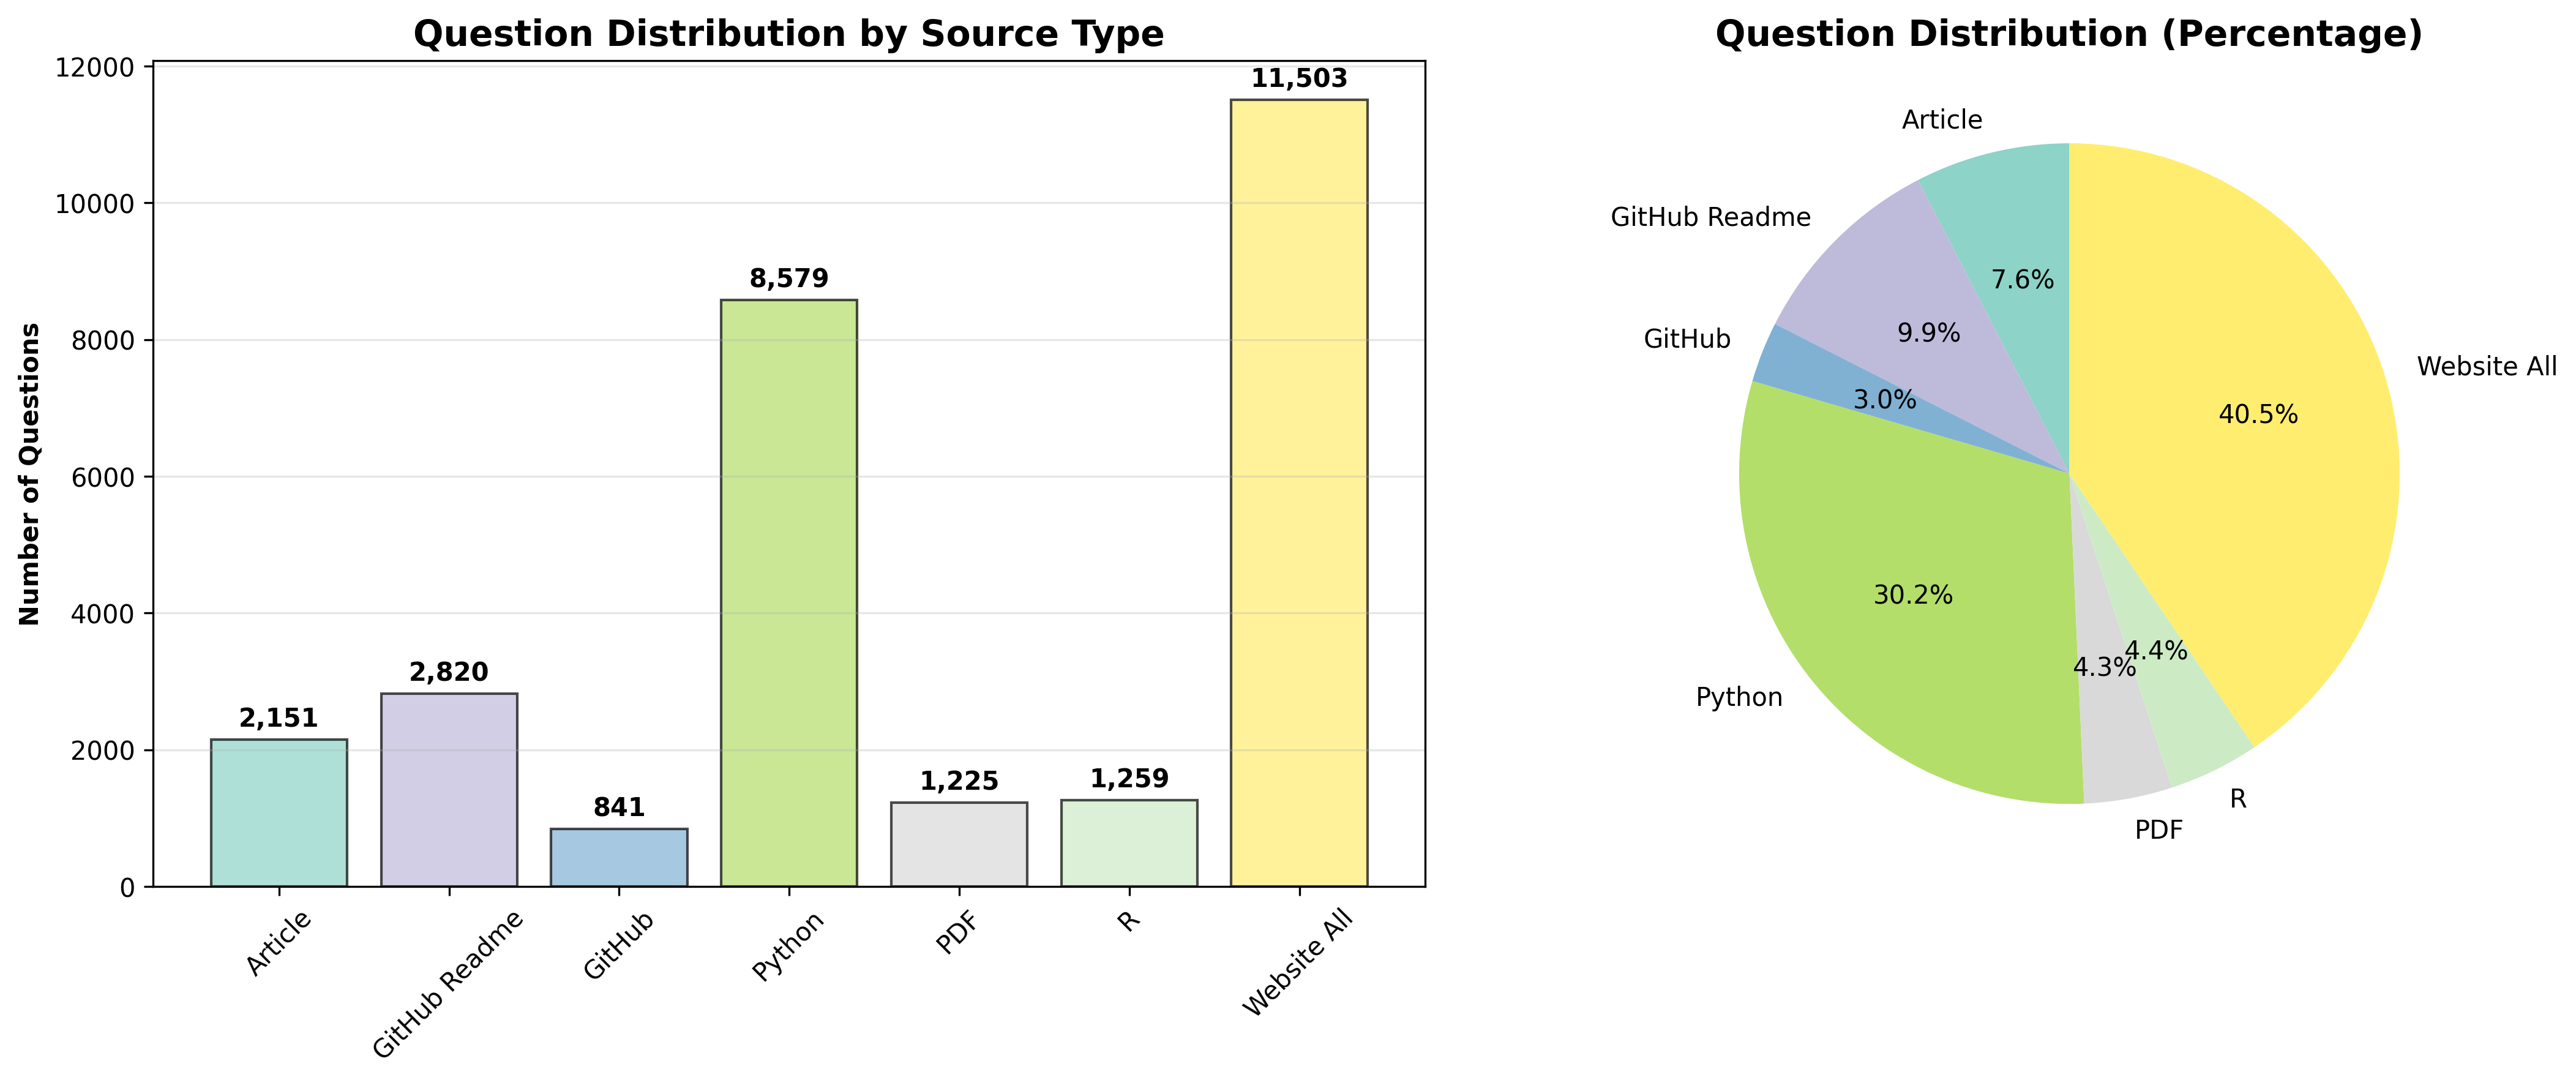 Question Distribution by Source Type
Number of Questions
12000
10000
8000
6000
4000
2000
0
2,151
2,820
841
8,579
1,225
1,259
11,503
Article
GitHub Readme
GitHub
Python
PDF
R
Website All
Question Distribution (Percentage)
Article
7.6%
GitHub Readme
9.9%
GitHub
3.0%
Python
30.2%
PDF
4.3%
R
4.4%
Website All
40.5%